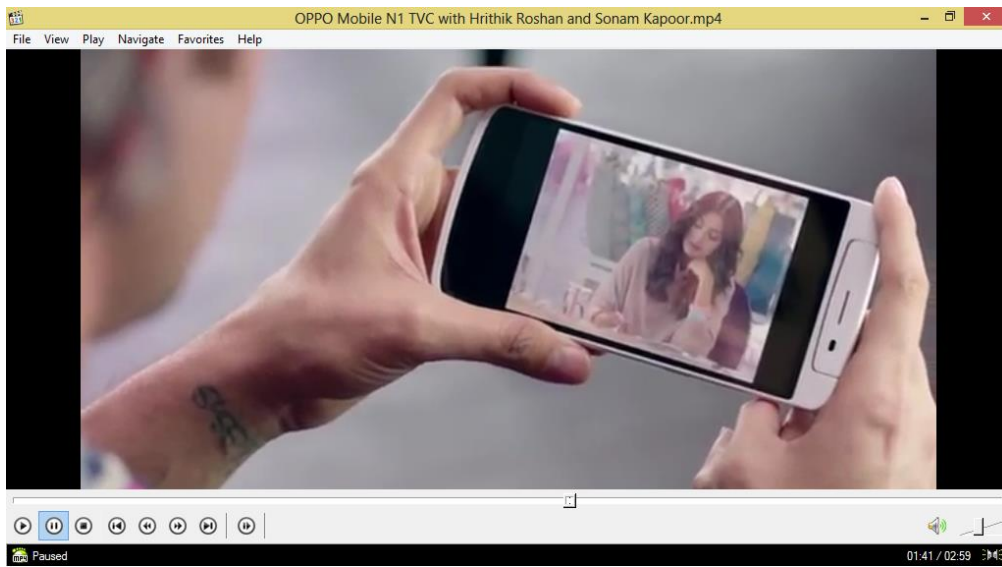 OPPO Mobile N1 TVC with Hrithik Roshan and Sonam Kapoor.mp4
File View Play Navigate Favorites Help
Paused
01:41 / 02:59